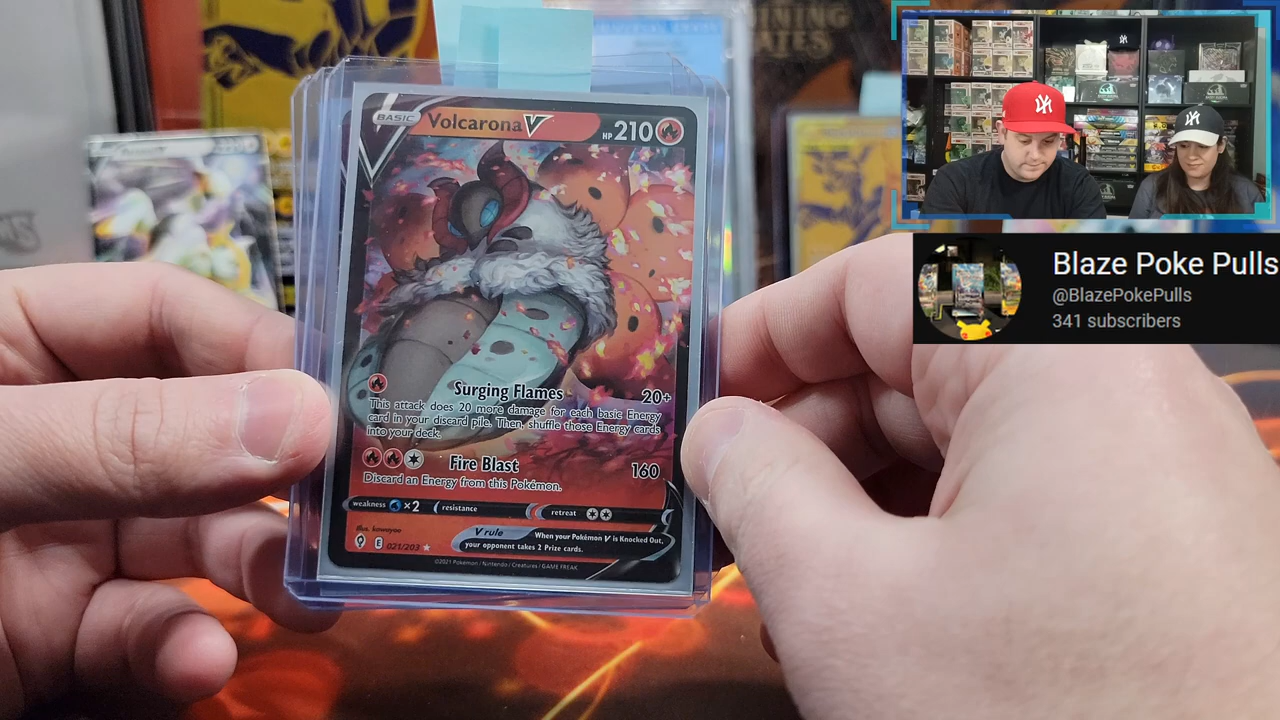 BASIC Volcarona V HP 210
Surging Flames 20+
This attack does 20 more damage for each basic Energy
card in your discard pile. Then, shuffle those Energy cards
into your deck.
Fire Blast 160
Discard an Energy from this Pokémon.
weakness ×2 resistance retreat
V rule When your Pokémon V is Knocked Out,
your opponent takes 2 Prize cards.
illus. kawayoo
E 021/203 ★
©2021 Pokémon / Nintendo / Creatures / GAME FREAK
Blaze Poke Pulls
@BlazePokePulls
341 subscribers